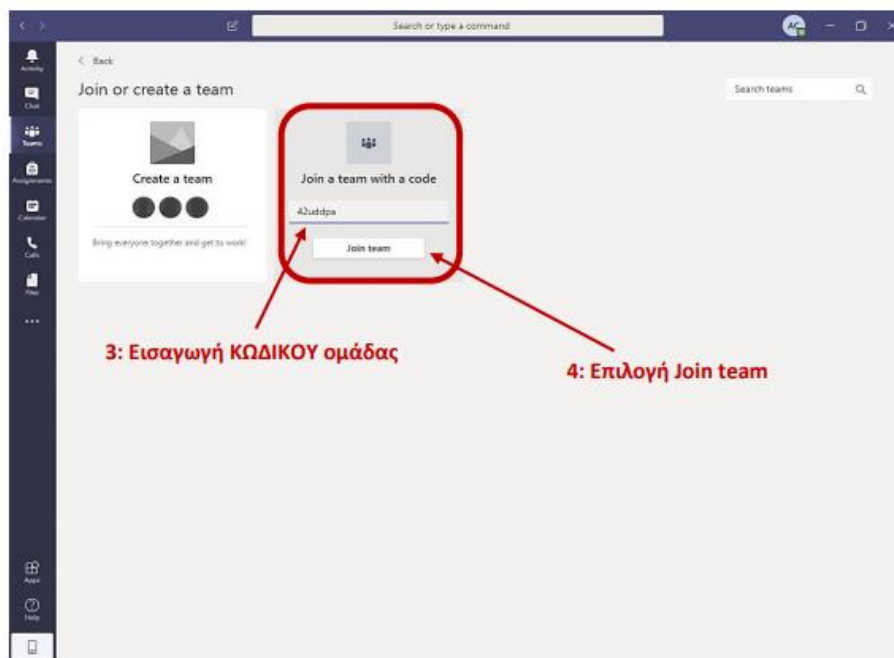 Search or type a command
AC
Activity
Chat
Teams
Assignments
Calendar
Calls
Files
...
Apps
Help
< Back
Join or create a team
Search teams
Create a team
Bring everyone together and get to work!
Join a team with a code
42uddpa
Join team
3: Εισαγωγή ΚΩΔΙΚΟΥ ομάδας
4: Επιλογή Join team